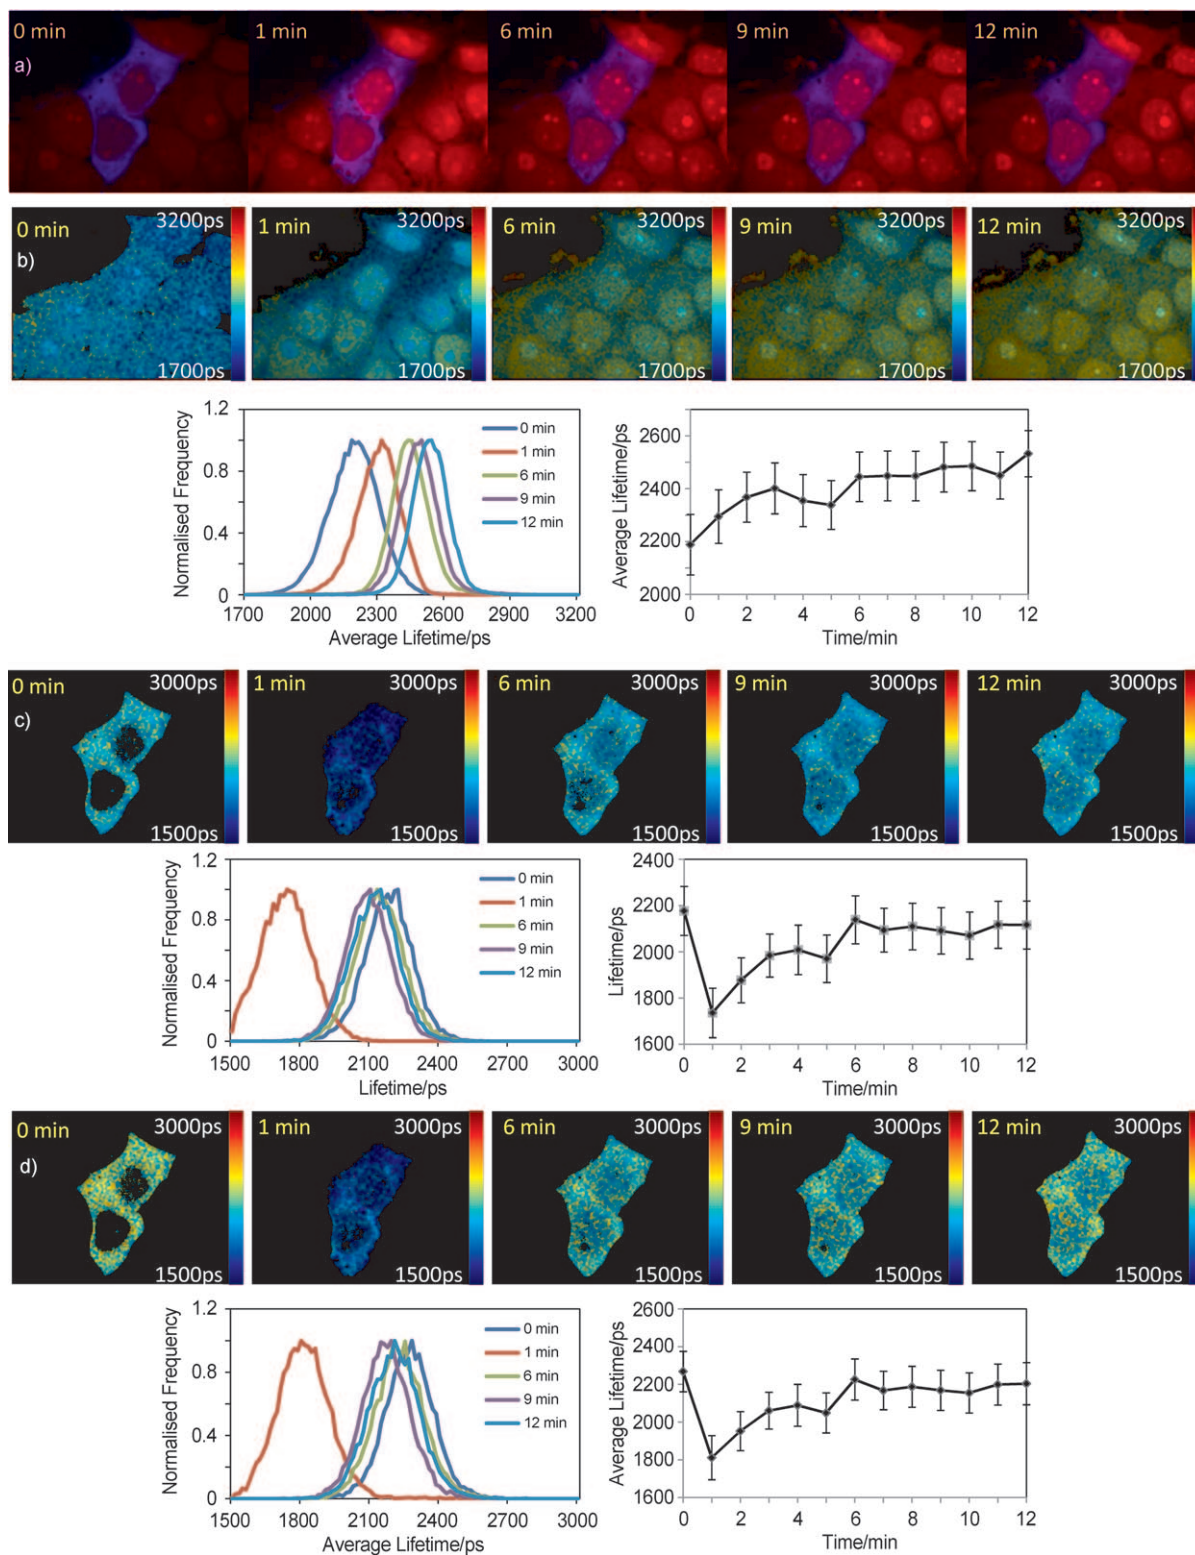 0 min 1 min 6 min 9 min 12 min
a)
0 min 3200ps 1 min 3200ps 6 min 3200ps 9 min 3200ps 12 min 3200ps
b)
1700ps 1700ps 1700ps 1700ps 1700ps
Normalised Frequency
1.2
0.8
0.4
0
1700 2000 2300 2600 2900 3200
Average Lifetime/ps
0 min
1 min
6 min
9 min
12 min
Average Lifetime/ps
2600
2400
2200
2000
0 2 4 6 8 10 12
Time/min
0 min 3000ps 1 min 3000ps 6 min 3000ps 9 min 3000ps 12 min 3000ps
c)
1500ps 1500ps 1500ps 1500ps 1500ps
Normalised Frequency
1.2
0.8
0.4
0
1500 1800 2100 2400 2700 3000
Lifetime/ps
0 min
1 min
6 min
9 min
12 min
Lifetime/ps
2400
2200
2000
1800
1600
0 2 4 6 8 10 12
Time/min
0 min 3000ps 1 min 3000ps 6 min 3000ps 9 min 3000ps 12 min 3000ps
d)
1500ps 1500ps 1500ps 1500ps 1500ps
Normalised Frequency
1.2
0.8
0.4
0
1500 1800 2100 2400 2700 3000
Average Lifetime/ps
0 min
1 min
6 min
9 min
12 min
Average Lifetime/ps
2600
2400
2200
2000
1800
1600
0 2 4 6 8 10 12
Time/min